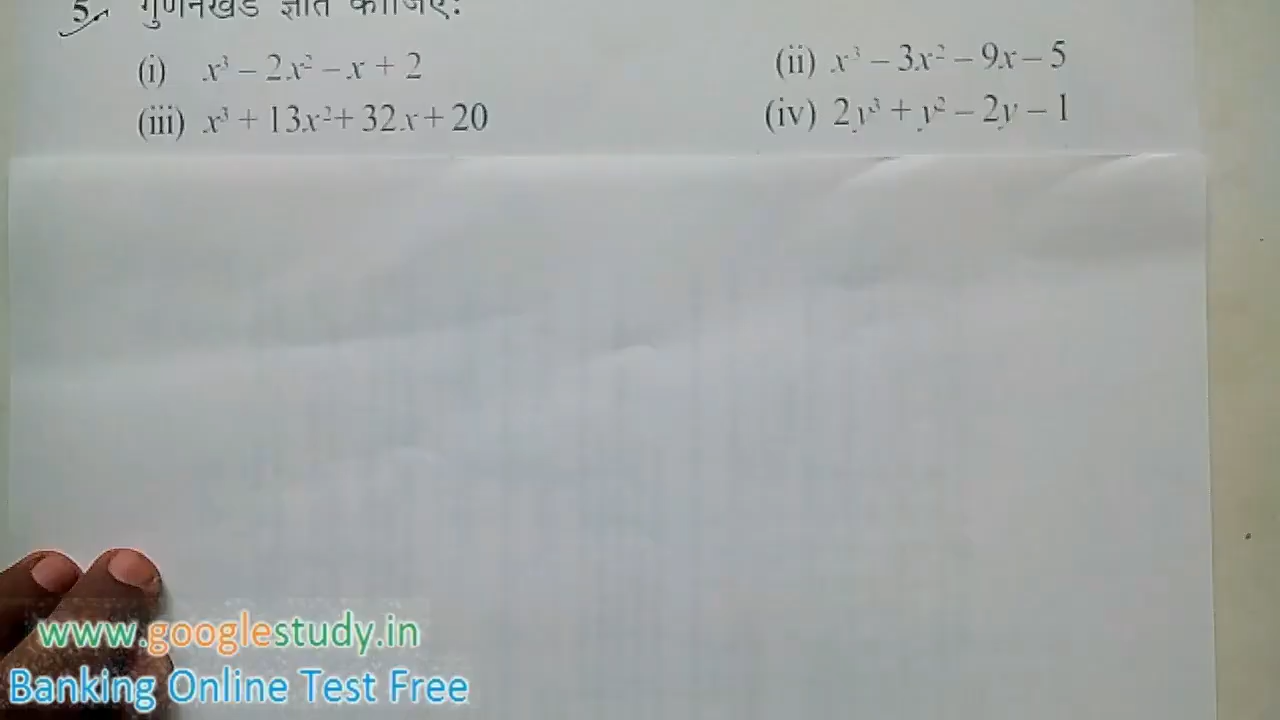 5. गुणनखंड ज्ञात कीजिए:
(i) x³ – 2x² – x + 2 (ii) x³ – 3x² – 9x – 5
(iii) x³ + 13x² + 32x + 20 (iv) 2y³ + y² – 2y – 1
www.googlestudy.in
Banking Online Test Free